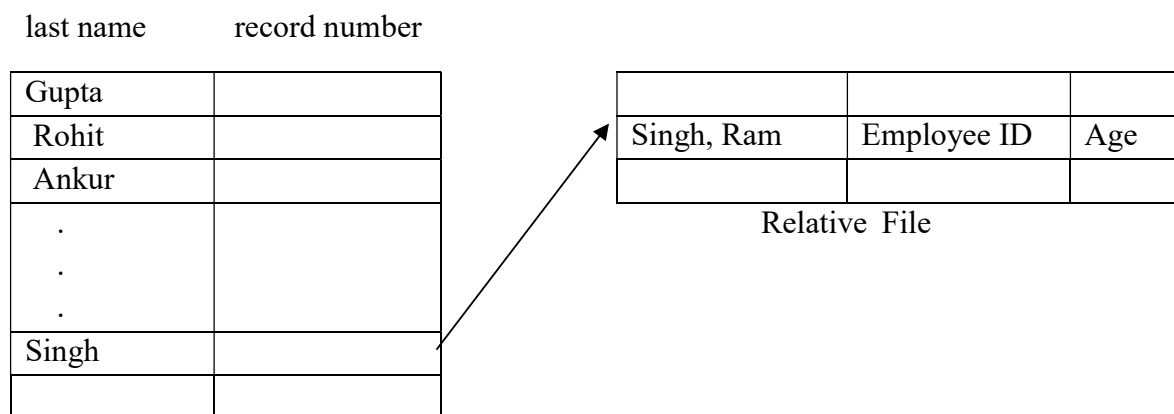 last name record number
Gupta
Rohit
Ankur
.
.
.
Singh
Singh, Ram Employee ID Age
Relative File